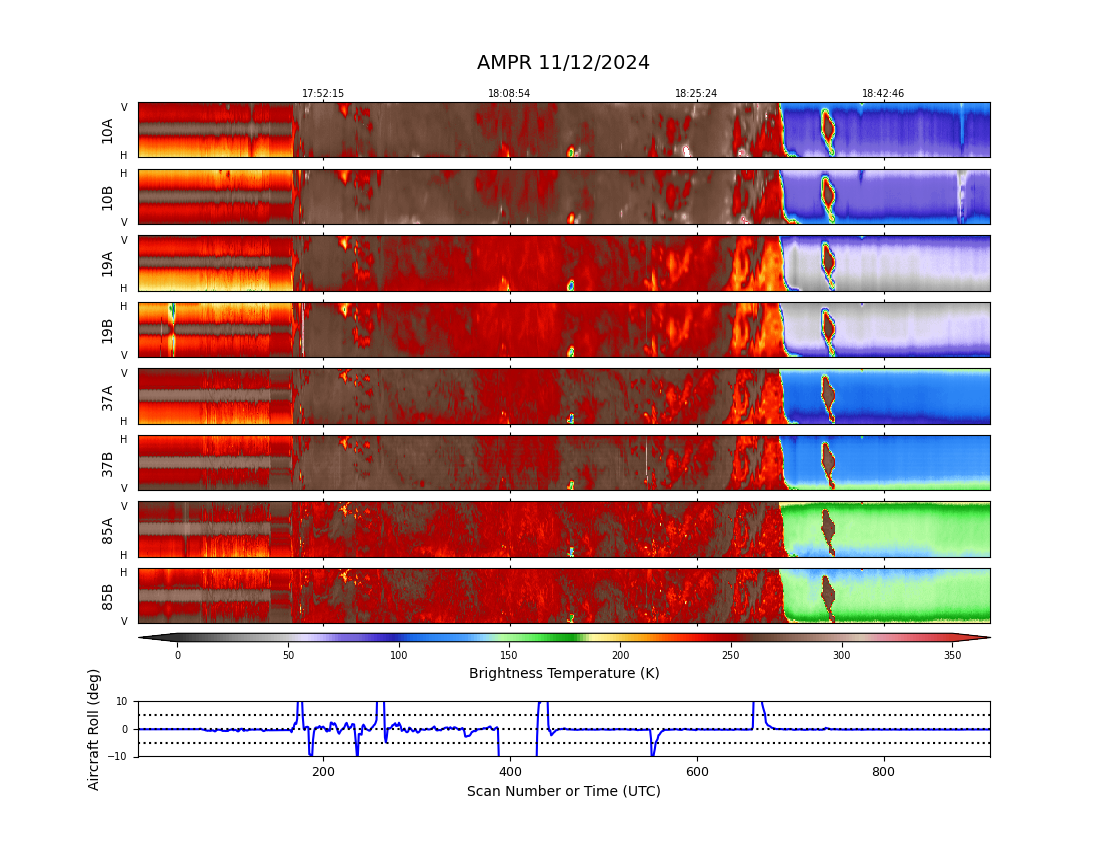 AMPR 11/12/2024
17:52:15 18:08:54 18:25:24 18:42:46
V
10A
H
H
10B
V
V
19A
H
H
19B
V
V
37A
H
H
37B
V
V
85A
H
H
85B
V
0 50 100 150 200 250 300 350
Brightness Temperature (K)
Aircraft Roll (deg)
10
0
−10
200 400 600 800
Scan Number or Time (UTC)